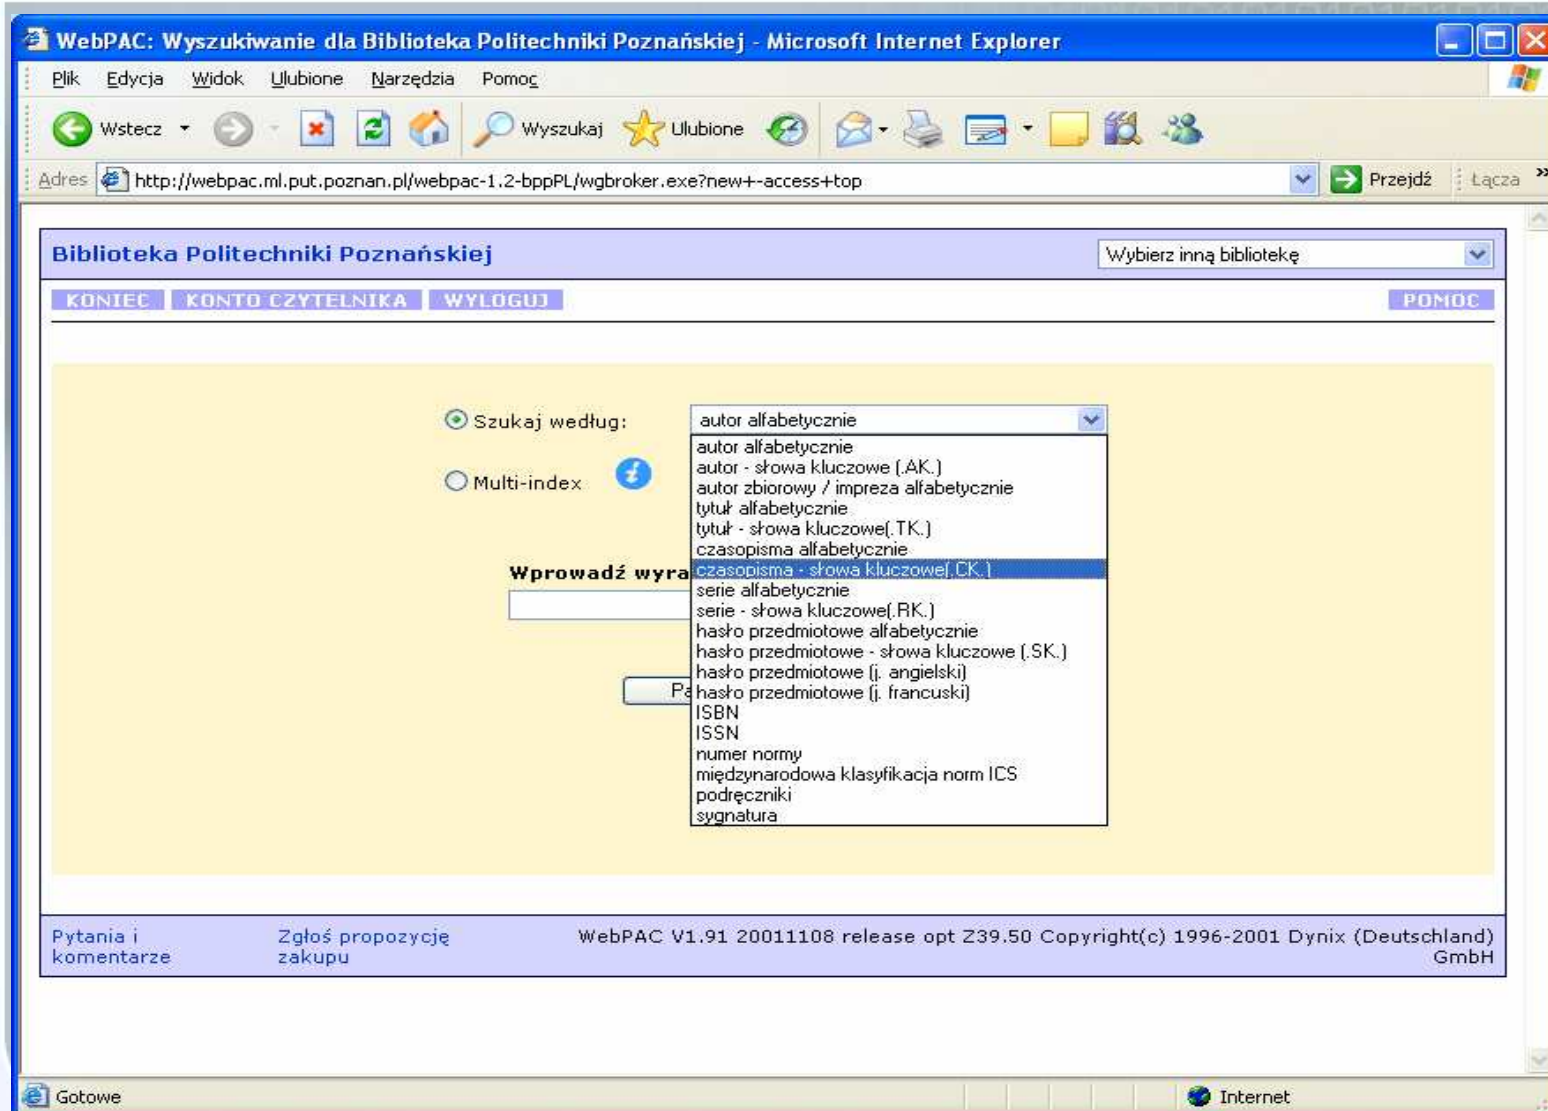 WebPAC: Wyszukiwanie dla Biblioteka Politechniki Poznańskiej - Microsoft Internet Explorer
Plik Edycja Widok Ulubione Narzędzia Pomoc
Wstecz Wyszukaj Ulubione
Adres http://webpac.ml.put.poznan.pl/webpac-1.2-bppPL/wgbroker.exe?new+-access+top Przejdź Łącza »
Biblioteka Politechniki Poznańskiej Wybierz inną bibliotekę
KONIEC KONTO CZYTELNIKA WYLOGUJ POMOC
Szukaj według: autor alfabetycznie
Multi-index
autor alfabetycznie
autor - słowa kluczowe (.AK.)
autor zbiorowy / impreza alfabetycznie
tytuł alfabetycznie
tytuł - słowa kluczowe(.TK.)
czasopisma alfabetycznie
czasopisma - słowa kluczowe(.CK.)
serie alfabetycznie
serie - słowa kluczowe(.RK.)
hasło przedmiotowe alfabetycznie
hasło przedmiotowe - słowa kluczowe (.SK.)
hasło przedmiotowe (j. angielski)
hasło przedmiotowe (j. francuski)
ISBN
ISSN
numer normy
międzynarodowa klasyfikacja norm ICS
podręczniki
sygnatura
Wprowadź
Pytania i komentarze
Zgłoś propozycję zakupu
WebPAC V1.91 20011108 release opt Z39.50 Copyright(c) 1996-2001 Dynix (Deutschland)
GmbH
Gotowe Internet